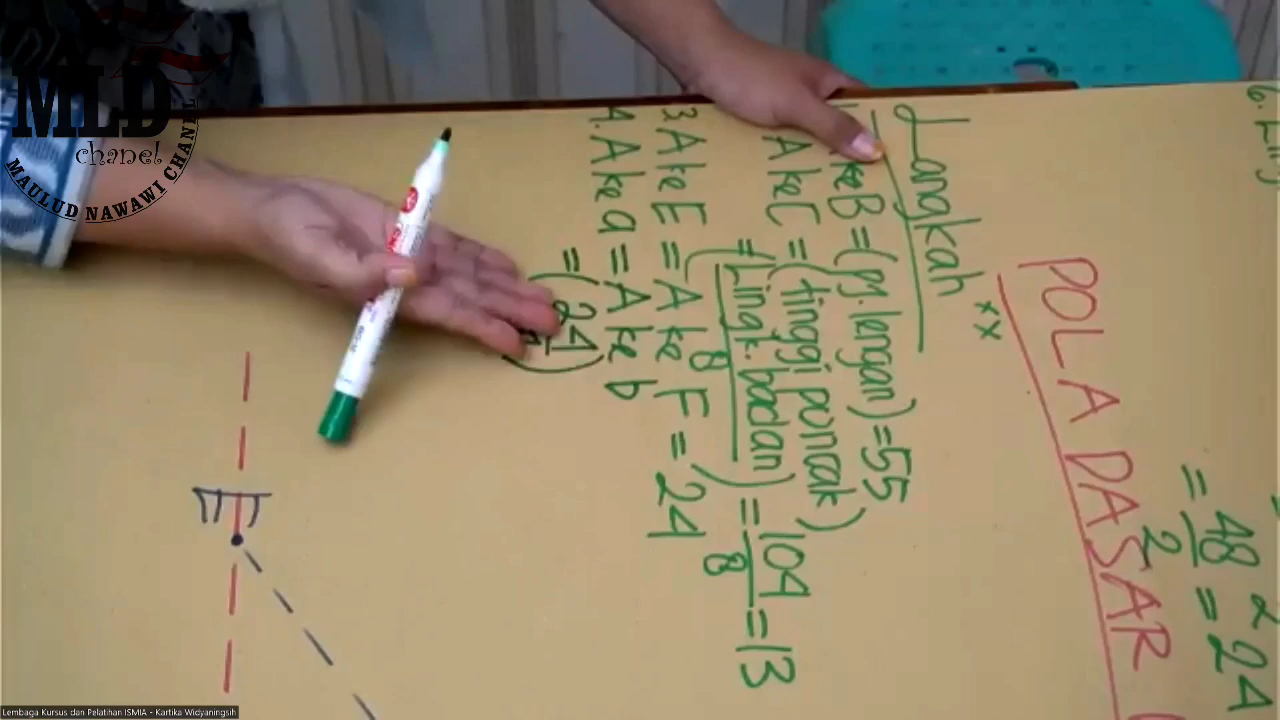 MLD
chanel
MAULUD NAWAWI CHANEL
POLA DASAR
= 48/2 = 24
Langkah xx
ke B = (pj. lengan) = 55
A ke C = (tinggi puncak)
= (Lingk. badan / 8) = 104/8 = 13
3 A ke E = A ke F = 24
4. A ke a = A ke b
= (24
E
Lembaga Kursus dan Pelatihan ISMIA - Kartika Widyaningsih